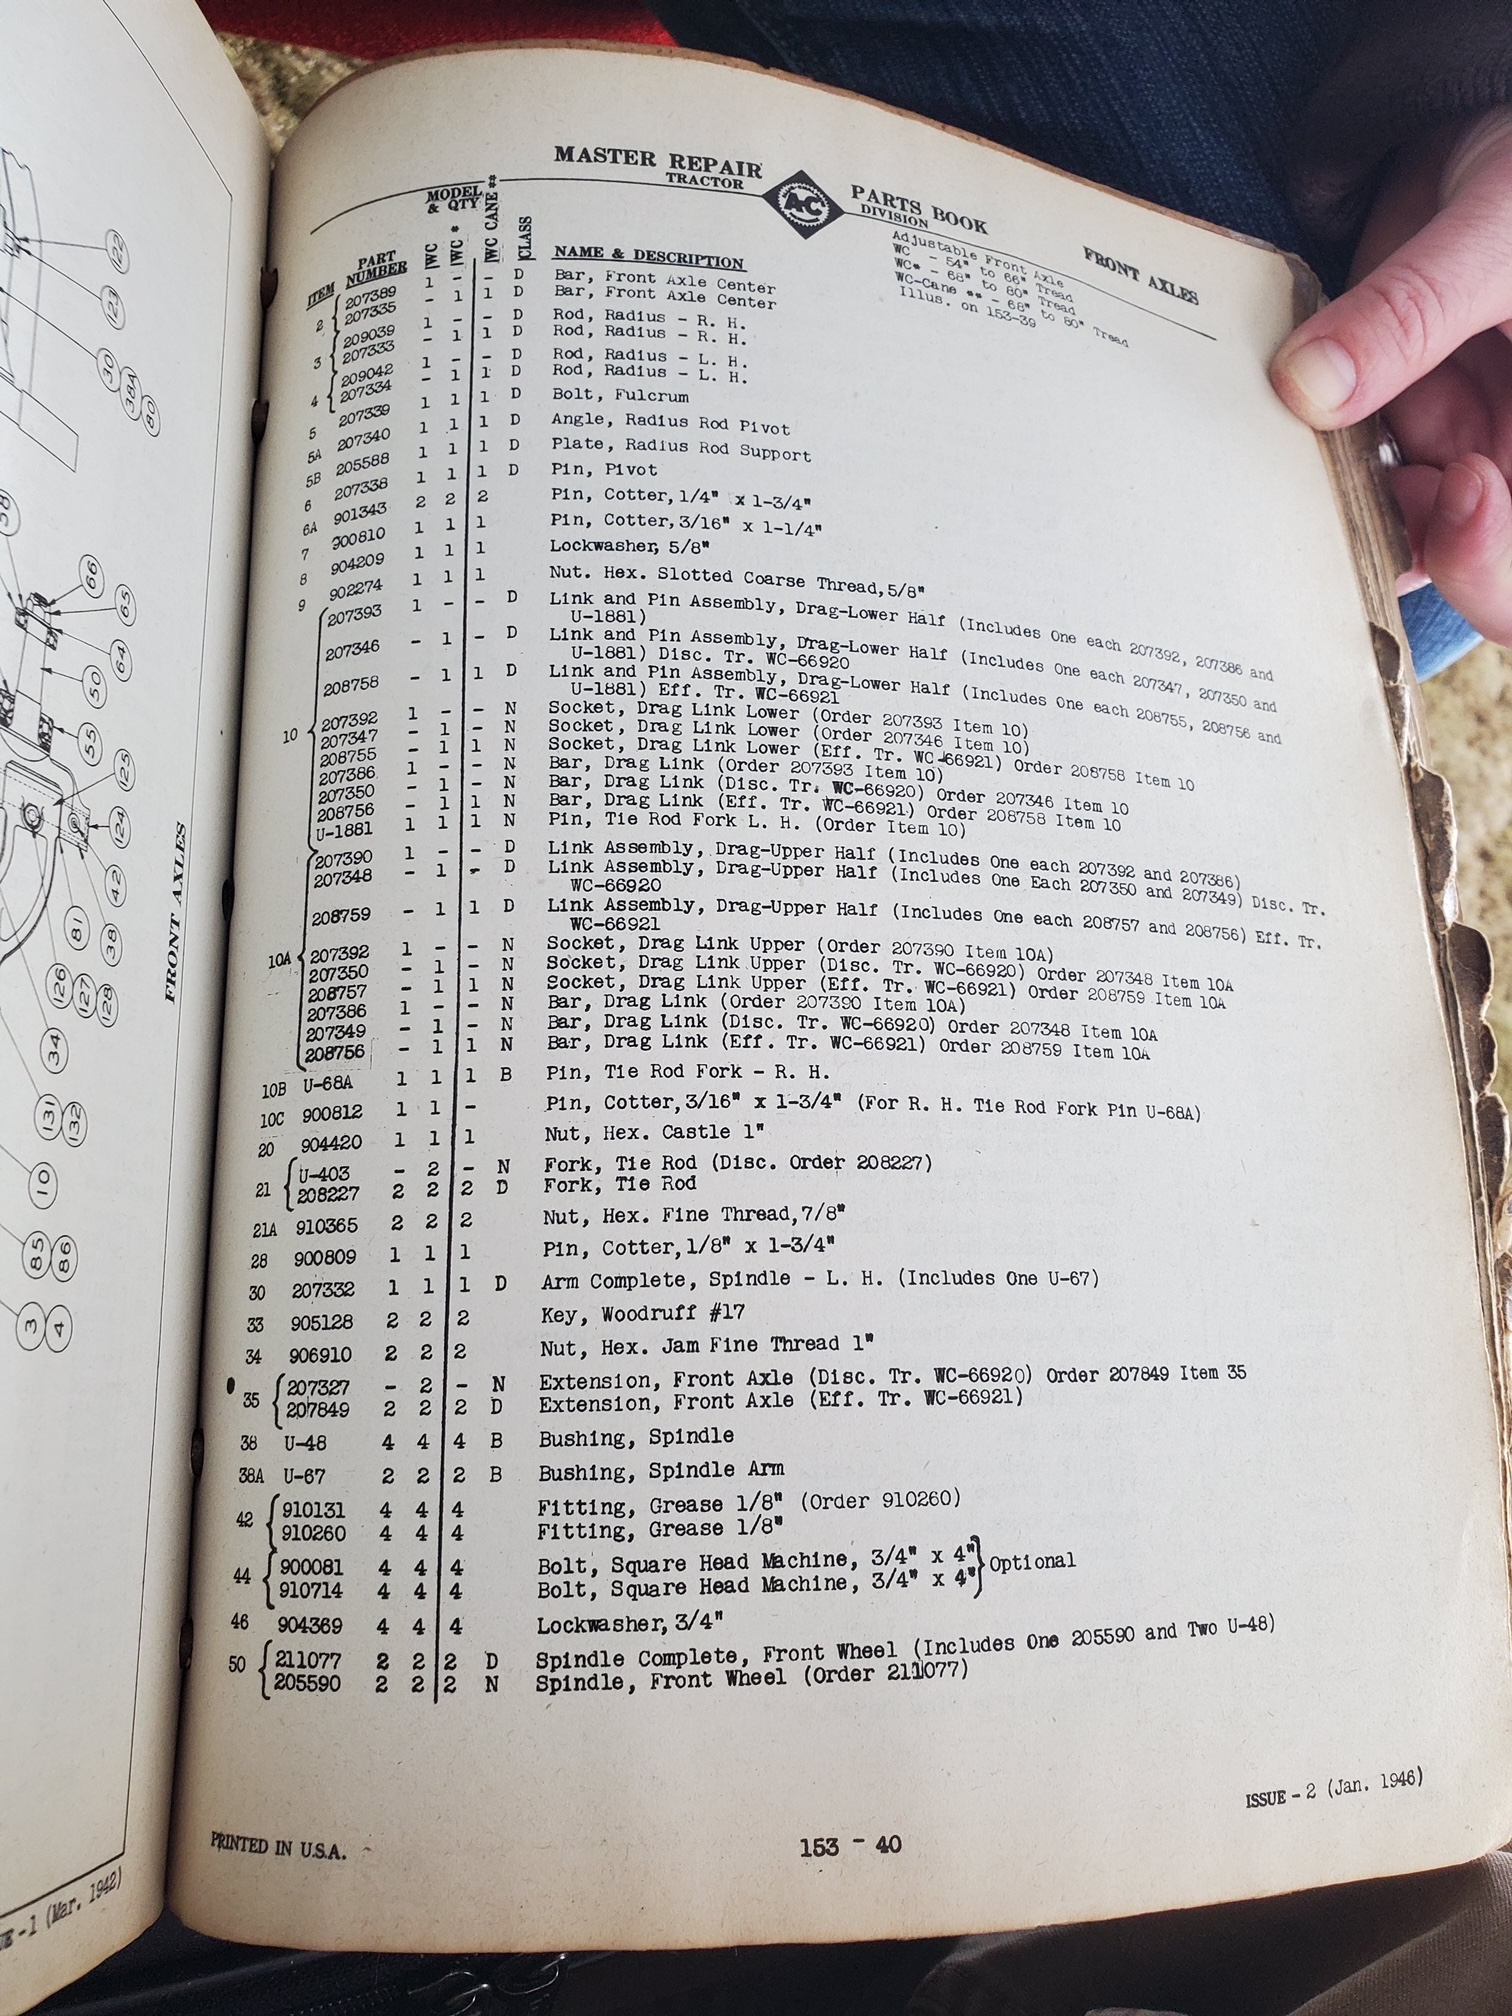 22
121
30
38A
80
58
66
65
64
50
55
125
124
42
38
81
126
127
128
34
131
132
10
85
86
3
4
FRONT AXLES
-1 (Mar. 1942)
MASTER REPAIR PARTS BOOK
TRACTOR DIVISION
AC
FRONT AXLES
Adjustable Front Axle
WC - 54" to 66" Tread
WC* - 68" to 80" Tread
WC-Cane ** - 68" to 80" Tread
Illus. on 153-39
MODEL & QTY
ITEM PART NUMBER WC WC * WC CANE ** CLASS NAME & DESCRIPTION
2 207389 1 - - D Bar, Front Axle Center
207335 - 1 1 D Bar, Front Axle Center
3 209039 1 - - D Rod, Radius - R. H.
207333 - 1 1 D Rod, Radius - R. H.
4 209042 1 - - D Rod, Radius - L. H.
207334 - 1 1 D Rod, Radius - L. H.
5 207339 1 1 1 D Bolt, Fulcrum
5A 207340 1 1 1 D Angle, Radius Rod Pivot
5B 205588 1 1 1 D Plate, Radius Rod Support
6 207338 1 1 1 D Pin, Pivot
6A 901343 2 2 2 Pin, Cotter, 1/4" x 1-3/4"
7 900810 1 1 1 Pin, Cotter, 3/16" x 1-1/4"
8 904209 1 1 1 Lockwasher, 5/8"
9 902274 1 1 1 Nut. Hex. Slotted Coarse Thread, 5/8"
10 207393 1 - - D Link and Pin Assembly, Drag-Lower Half (Includes One each 207392, 207386 and
U-1881)
207346 - 1 - D Link and Pin Assembly, Drag-Lower Half (Includes One each 207347, 207350 and
U-1881) Disc. Tr. WC-66920
208758 - 1 1 D Link and Pin Assembly, Drag-Lower Half (Includes One each 208755, 208756 and
U-1881) Eff. Tr. WC-66921
207392 1 - - N Socket, Drag Link Lower (Order 207393 Item 10)
207347 - 1 - N Socket, Drag Link Lower (Order 207346 Item 10)
208755 - 1 1 N Socket, Drag Link Lower (Eff. Tr. WC-66921) Order 208758 Item 10
207386 1 - - N Bar, Drag Link (Order 207393 Item 10)
207350 - 1 - N Bar, Drag Link (Disc. Tr. WC-66920) Order 207346 Item 10
208756 - 1 1 N Bar, Drag Link (Eff. Tr. WC-66921) Order 208758 Item 10
U-1881 1 1 1 N Pin, Tie Rod Fork L. H. (Order Item 10)
10A 207390 1 - - D Link Assembly, Drag-Upper Half (Includes One each 207392 and 207386)
207348 - 1 - D Link Assembly, Drag-Upper Half (Includes One Each 207350 and 207349) Disc. Tr.
WC-66920
208759 - 1 1 D Link Assembly, Drag-Upper Half (Includes One each 208757 and 208756) Eff. Tr.
WC-66921
207392 1 - - N Socket, Drag Link Upper (Order 207390 Item 10A)
207350 - 1 - N Socket, Drag Link Upper (Disc. Tr. WC-66920) Order 207348 Item 10A
208757 - 1 1 N Socket, Drag Link Upper (Eff. Tr. WC-66921) Order 208759 Item 10A
207386 1 - - N Bar, Drag Link (Order 207390 Item 10A)
207349 - 1 - N Bar, Drag Link (Disc. Tr. WC-66920) Order 207348 Item 10A
208756 - 1 1 N Bar, Drag Link (Eff. Tr. WC-66921) Order 208759 Item 10A
10B U-68A 1 1 1 B Pin, Tie Rod Fork - R. H.
10C 900812 1 1 - Pin, Cotter, 3/16" x 1-3/4" (For R. H. Tie Rod Fork Pin U-68A)
20 904420 1 1 1 Nut, Hex. Castle 1"
21 U-403 - 2 - N Fork, Tie Rod (Disc. Order 208227)
208227 2 2 2 D Fork, Tie Rod
21A 910365 2 2 2 Nut, Hex. Fine Thread, 7/8"
28 900809 1 1 1 Pin, Cotter, 1/8" x 1-3/4"
30 207332 1 1 1 D Arm Complete, Spindle - L. H. (Includes One U-67)
33 905128 2 2 2 Key, Woodruff #17
34 906910 2 2 2 Nut, Hex. Jam Fine Thread 1"
35 207327 - 2 - N Extension, Front Axle (Disc. Tr. WC-66920) Order 207849 Item 35
207849 2 2 2 D Extension, Front Axle (Eff. Tr. WC-66921)
38 U-48 4 4 4 B Bushing, Spindle
38A U-67 2 2 2 B Bushing, Spindle Arm
42 910131 4 4 4 Fitting, Grease 1/8" (Order 910260)
910260 4 4 4 Fitting, Grease 1/8"
44 900081 4 4 4 Bolt, Square Head Machine, 3/4" x 4" Optional
910714 4 4 4 Bolt, Square Head Machine, 3/4" x 4"
46 904369 4 4 4 Lockwasher, 3/4"
50 211077 2 2 2 D Spindle Complete, Front Wheel (Includes One 205590 and Two U-48)
205590 2 2 2 N Spindle, Front Wheel (Order 211077)
ISSUE - 2 (Jan. 1946)
PRINTED IN U.S.A.
153 - 40